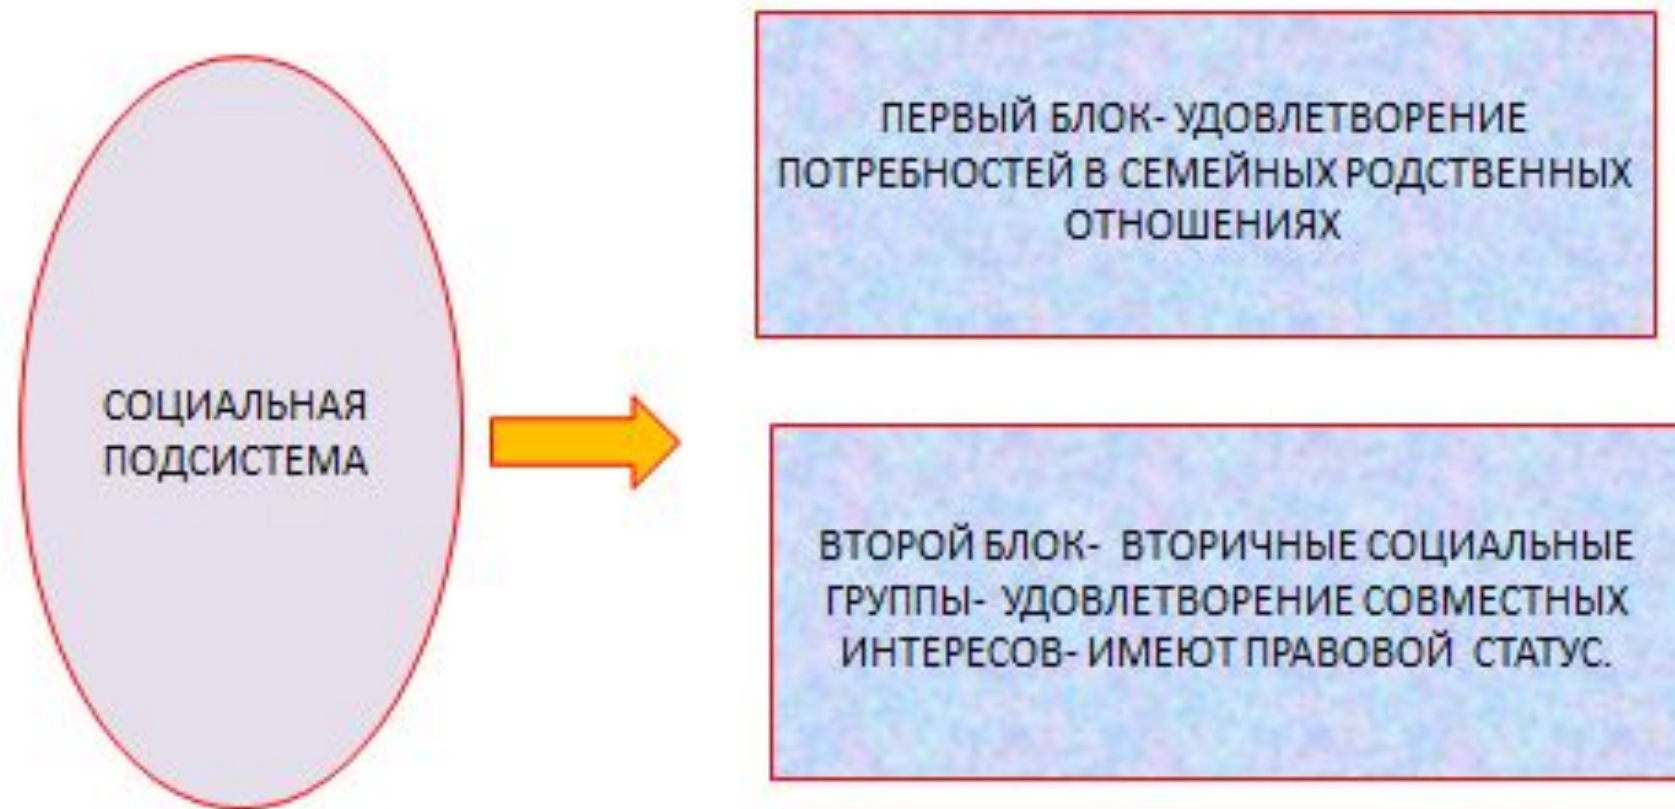 СОЦИАЛЬНАЯ
ПОДСИСТЕМА
ПЕРВЫЙ БЛОК- УДОВЛЕТВОРЕНИЕ
ПОТРЕБНОСТЕЙ В СЕМЕЙНЫХ РОДСТВЕННЫХ
ОТНОШЕНИЯХ
ВТОРОЙ БЛОК- ВТОРИЧНЫЕ СОЦИАЛЬНЫЕ
ГРУППЫ- УДОВЛЕТВОРЕНИЕ СОВМЕСТНЫХ
ИНТЕРЕСОВ- ИМЕЮТ ПРАВОВОЙ СТАТУС.